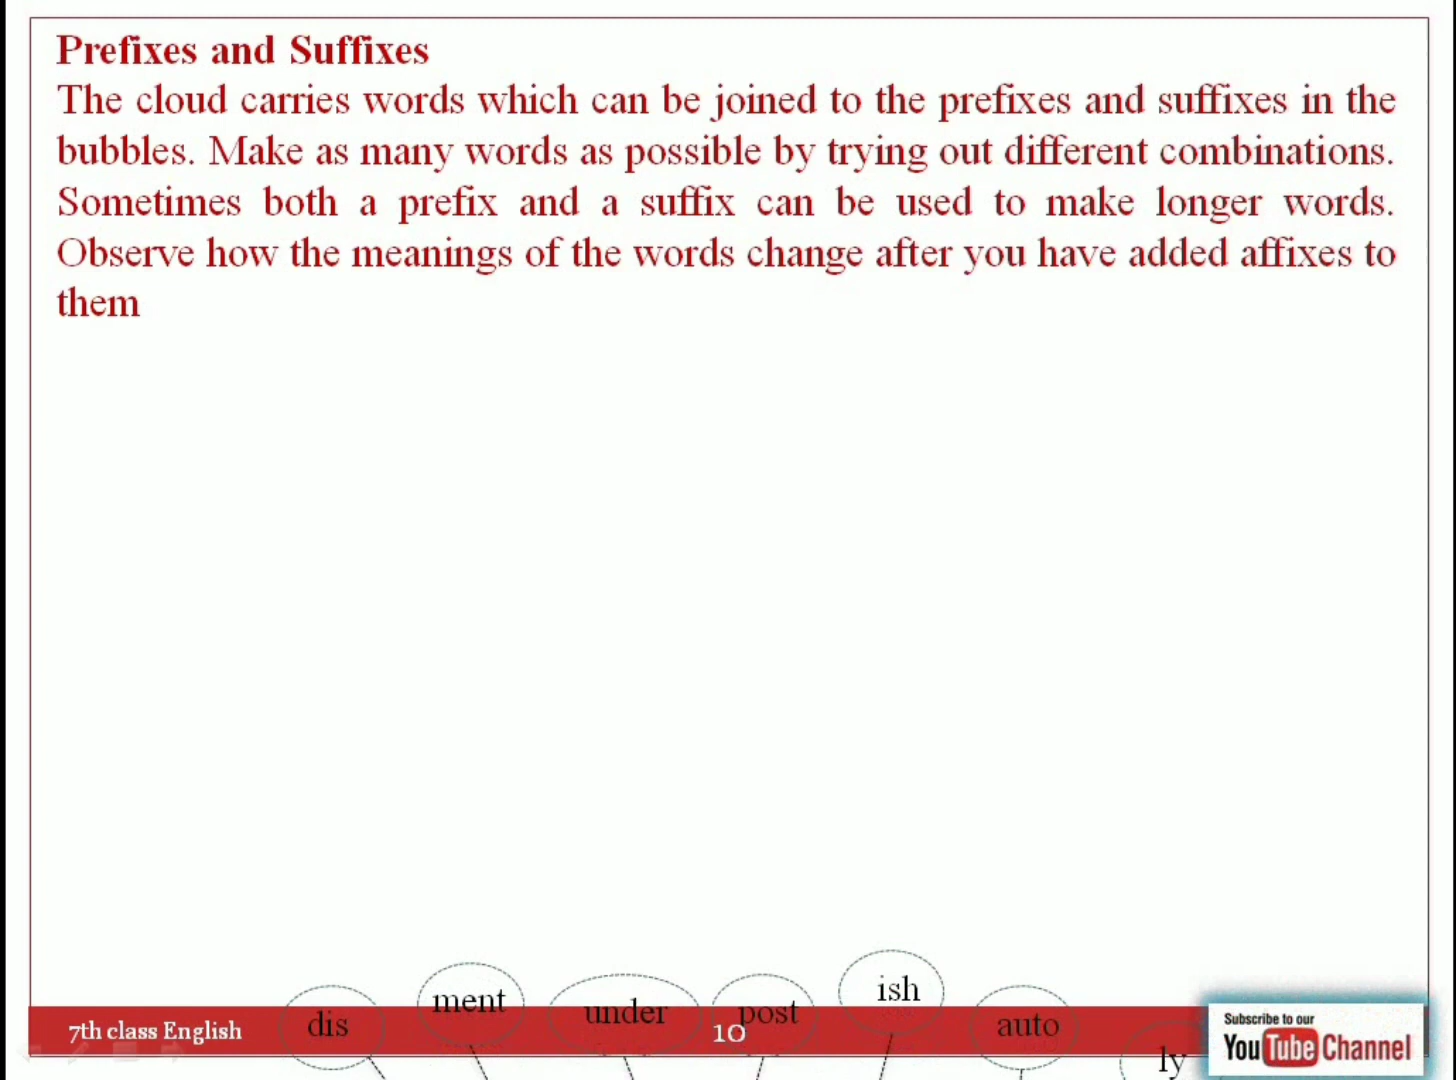 Prefixes and Suffixes
The cloud carries words which can be joined to the prefixes and suffixes in the
bubbles. Make as many words as possible by trying out different combinations.
Sometimes both a prefix and a suffix can be used to make longer words.
Observe how the meanings of the words change after you have added affixes to
them
dis
ment
under
post
ish
auto
ly
7th class English
10
Subscribe to our
YouTube Channel